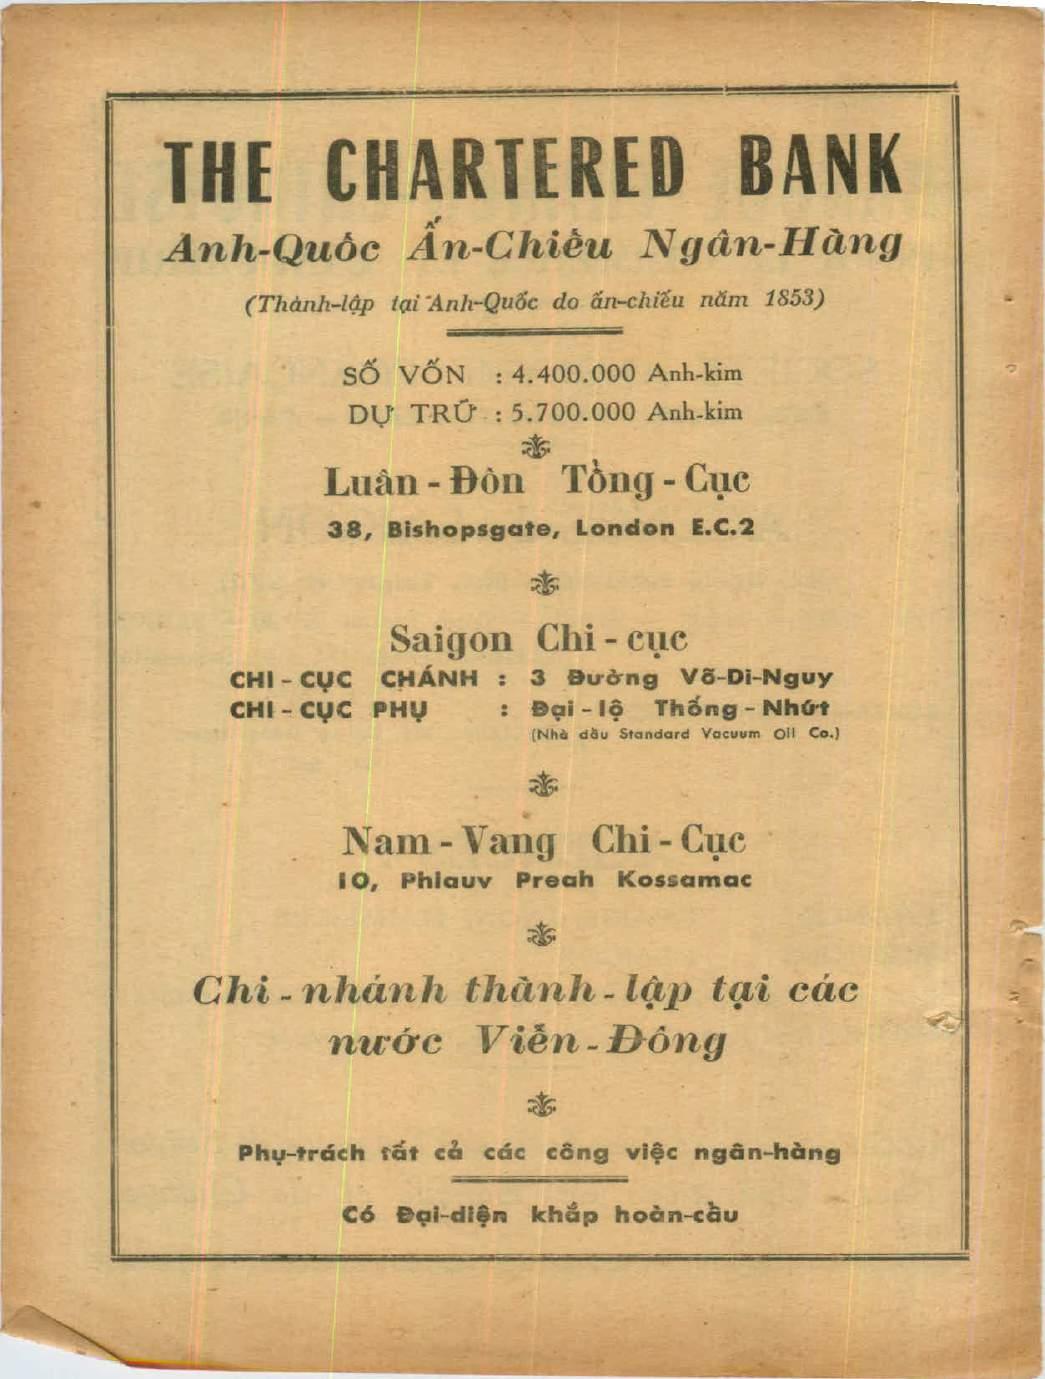 THE CHARTERED BANK
Anh-Quốc Ấn-Chiếu Ngân-Hàng
(Thành-lập tại Anh-Quốc do ấn-chiếu năm 1853)
SỐ VỐN : 4.400.000 Anh-kim
DỰ TRỮ : 5.700.000 Anh-kim
Luân - Đôn Tổng - Cục
38, Bishopsgate, London E.C.2
Saigon Chi - cục
CHI - CỤC CHÁNH : 3 Đường Võ-Di-Nguy
CHI - CỤC PHỤ : Đại - lộ Thống - Nhứt
(Nhà dầu Standard Vacuum Oil Co.)
Nam - Vang Chi - Cục
10, Phlauv Preah Kossamac
Chi - nhánh thành - lập tại các
nước Viễn - Đông
Phụ-trách tất cả các công việc ngân-hàng
Có Đại-diện khắp hoàn-cầu